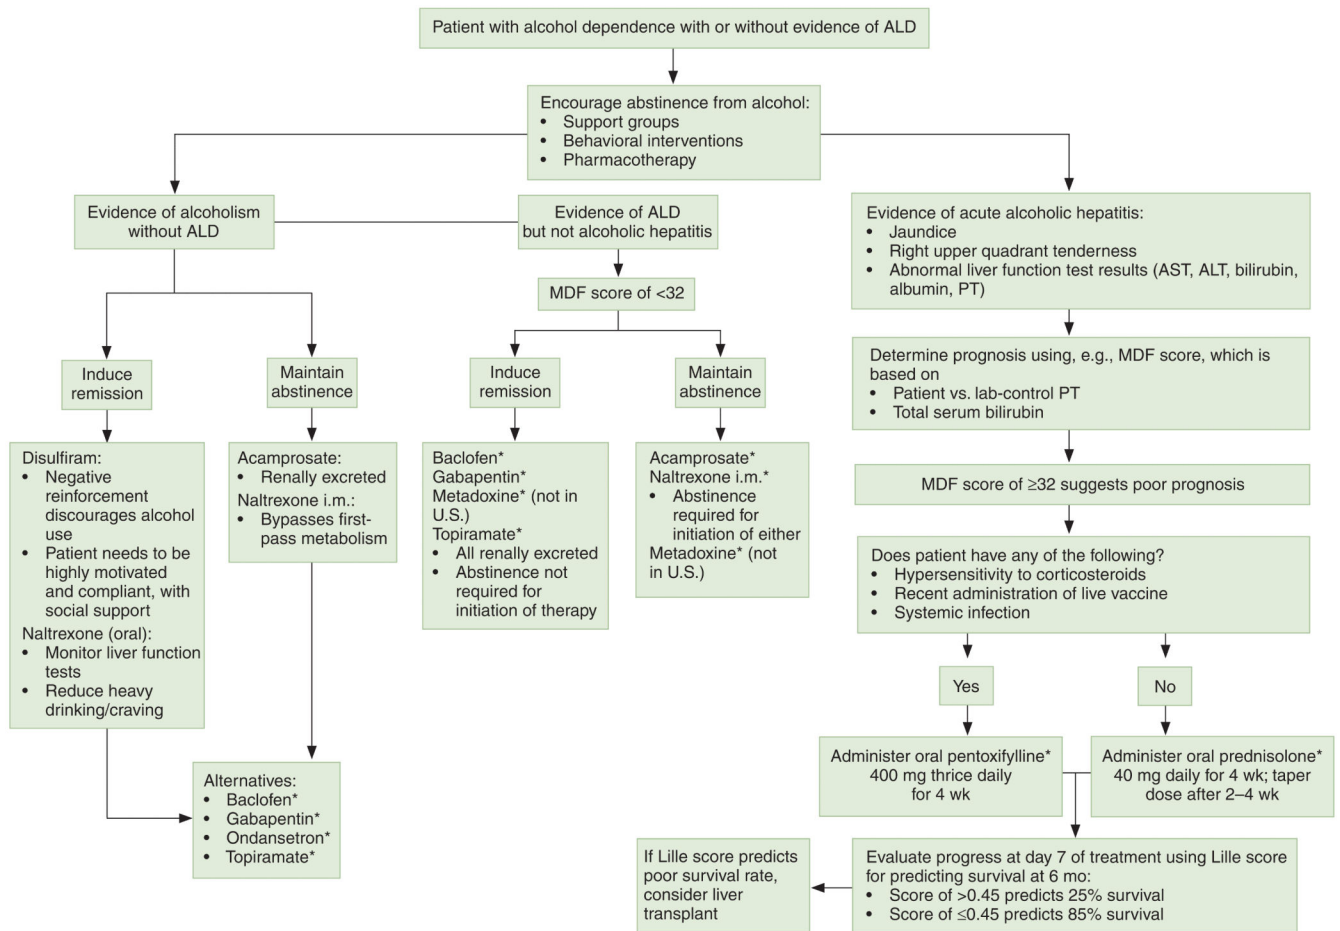 Patient with alcohol dependence with or without evidence of ALD
Encourage abstinence from alcohol:
• Support groups
• Behavioral interventions
• Pharmacotherapy
Evidence of alcoholism
without ALD
Induce
remission
Disulfiram:
• Negative
reinforcement
discourages alcohol
use
• Patient needs to be
highly motivated
and compliant, with
social support
Naltrexone (oral):
• Monitor liver function
tests
• Reduce heavy
drinking/craving
Maintain
abstinence
Acamprosate:
• Renally excreted
Naltrexone i.m.:
• Bypasses first-
pass metabolism
Alternatives:
• Baclofen*
• Gabapentin*
• Ondansetron*
• Topiramate*
Evidence of ALD
but not alcoholic hepatitis
MDF score of <32
Induce
remission
Baclofen*
Gabapentin*
Metadoxine* (not in
U.S.)
Topiramate*
• All renally excreted
• Abstinence not
required for
initiation of therapy
Maintain
abstinence
Acamprosate*
Naltrexone i.m.*
• Abstinence
required for
initiation of either
Metadoxine* (not
in U.S.)
Evidence of acute alcoholic hepatitis:
• Jaundice
• Right upper quadrant tenderness
• Abnormal liver function test results (AST, ALT, bilirubin,
albumin, PT)
Determine prognosis using, e.g., MDF score, which is
based on
• Patient vs. lab-control PT
• Total serum bilirubin
MDF score of ≥32 suggests poor prognosis
Does patient have any of the following?
• Hypersensitivity to corticosteroids
• Recent administration of live vaccine
• Systemic infection
Yes
No
Administer oral pentoxifylline*
400 mg thrice daily
for 4 wk
Administer oral prednisolone*
40 mg daily for 4 wk; taper
dose after 2–4 wk
Evaluate progress at day 7 of treatment using Lille score
for predicting survival at 6 mo:
• Score of >0.45 predicts 25% survival
• Score of ≤0.45 predicts 85% survival
If Lille score predicts
poor survival rate,
consider liver
transplant